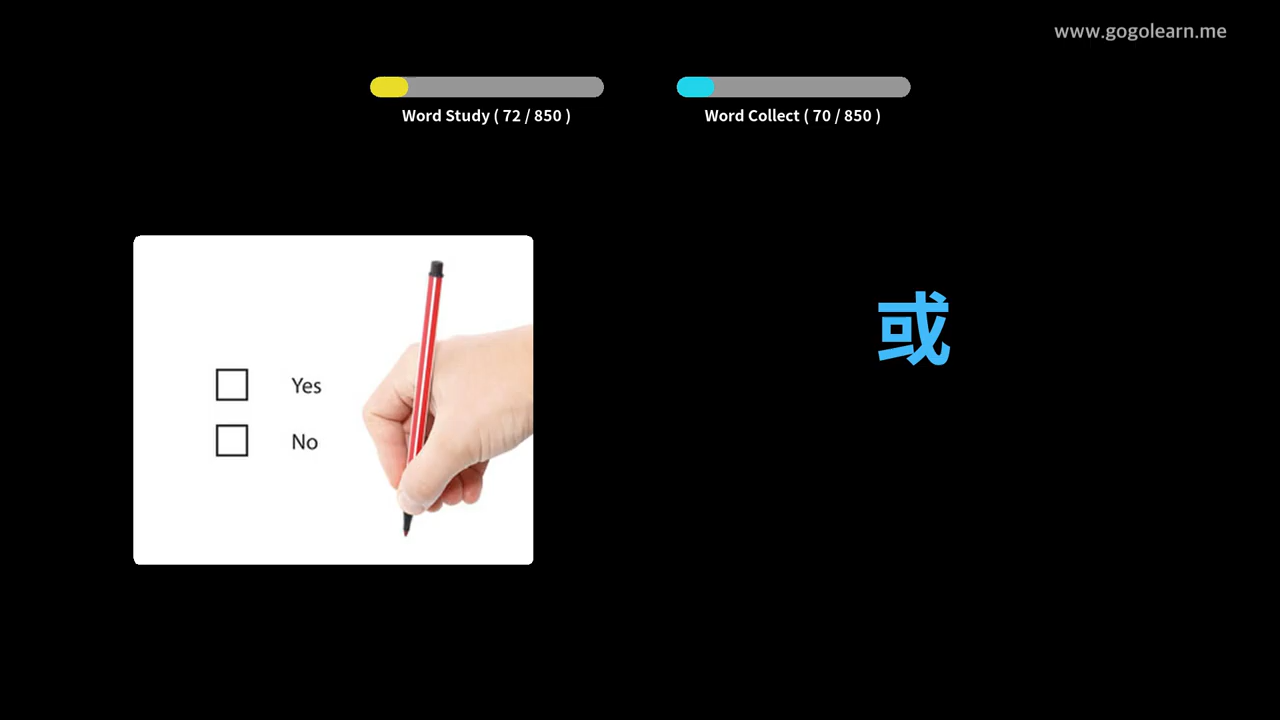 www.gogolearn.me
Word Study ( 72 / 850 )
Word Collect ( 70 / 850 )
Yes
No
或